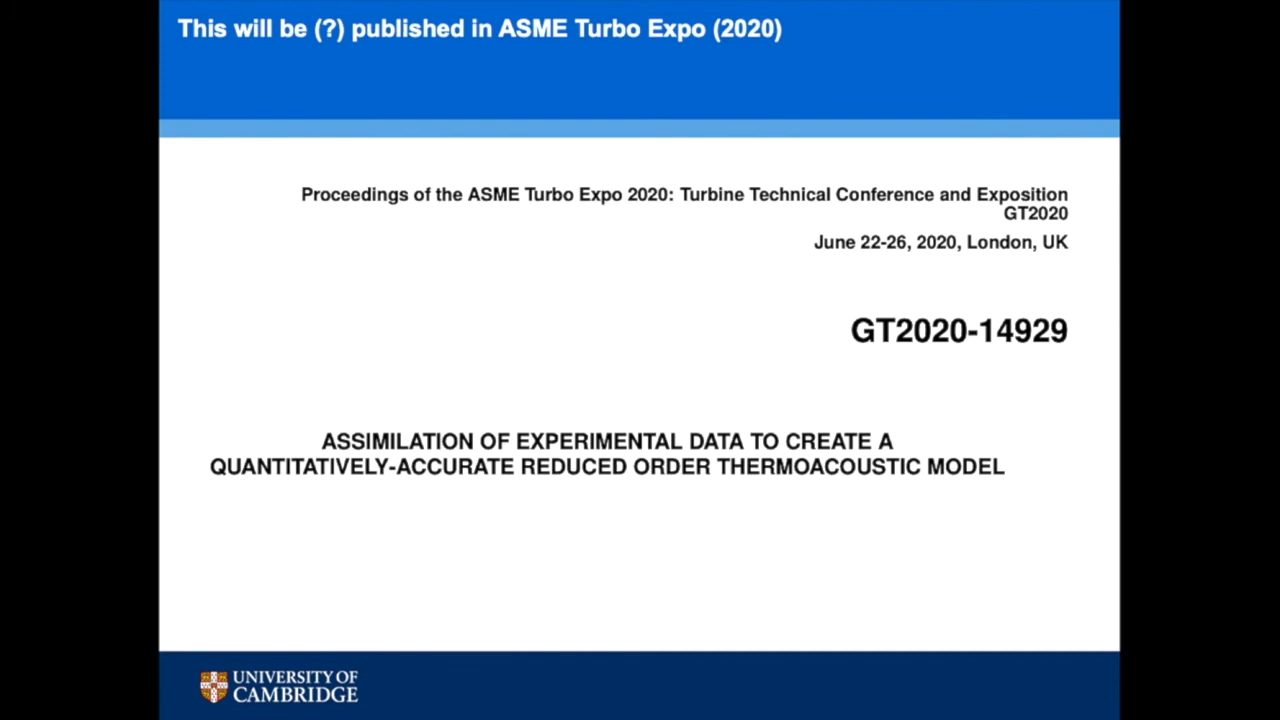 This will be (?) published in ASME Turbo Expo (2020)
Proceedings of the ASME Turbo Expo 2020: Turbine Technical Conference and Exposition
GT2020
June 22-26, 2020, London, UK
GT2020-14929
ASSIMILATION OF EXPERIMENTAL DATA TO CREATE A
QUANTITATIVELY-ACCURATE REDUCED ORDER THERMOACOUSTIC MODEL
UNIVERSITY OF
CAMBRIDGE